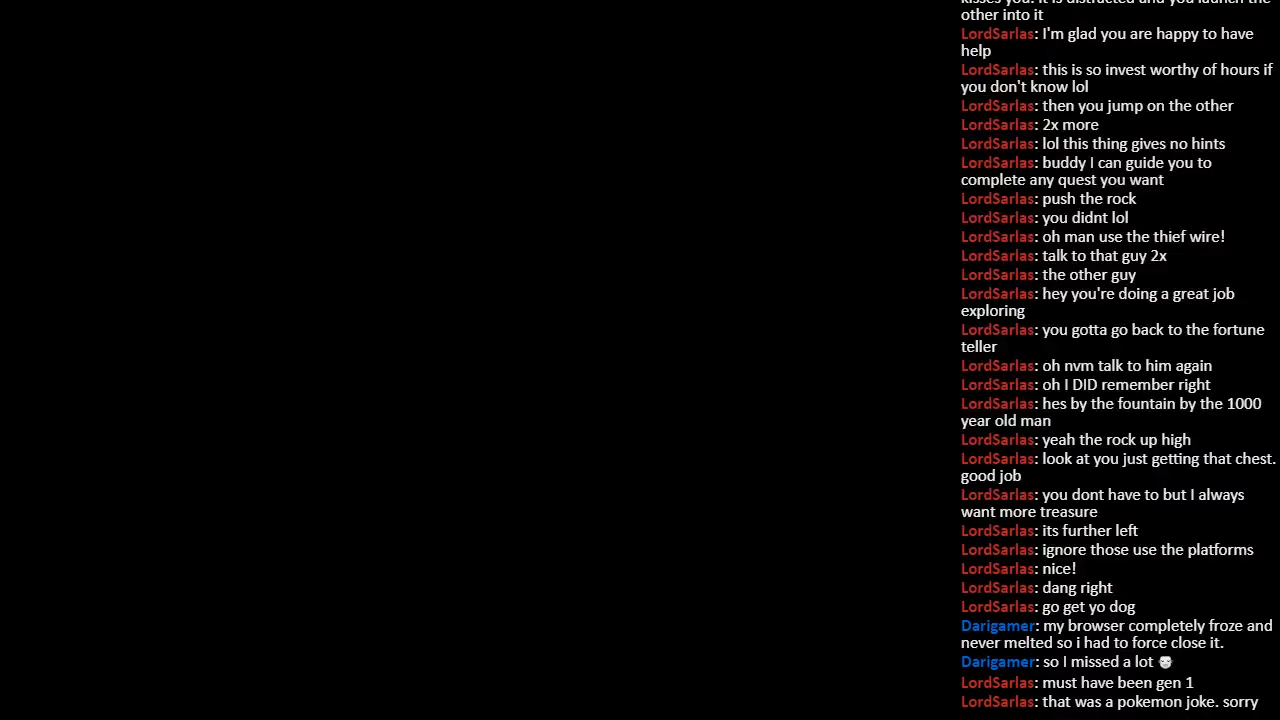 kisses you. it is distracted and you launch the
other into it
LordSarlas: I'm glad you are happy to have
help
LordSarlas: this is so invest worthy of hours if
you don't know lol
LordSarlas: then you jump on the other
LordSarlas: 2x more
LordSarlas: lol this thing gives no hints
LordSarlas: buddy I can guide you to
complete any quest you want
LordSarlas: push the rock
LordSarlas: you didnt lol
LordSarlas: oh man use the thief wire!
LordSarlas: talk to that guy 2x
LordSarlas: the other guy
LordSarlas: hey you're doing a great job
exploring
LordSarlas: you gotta go back to the fortune
teller
LordSarlas: oh nvm talk to him again
LordSarlas: oh I DID remember right
LordSarlas: hes by the fountain by the 1000
year old man
LordSarlas: yeah the rock up high
LordSarlas: look at you just getting that chest.
good job
LordSarlas: you dont have to but I always
want more treasure
LordSarlas: its further left
LordSarlas: ignore those use the platforms
LordSarlas: nice!
LordSarlas: dang right
LordSarlas: go get yo dog
Darigamer: my browser completely froze and
never melted so i had to force close it.
Darigamer: so I missed a lot
LordSarlas: must have been gen 1
LordSarlas: that was a pokemon joke. sorry